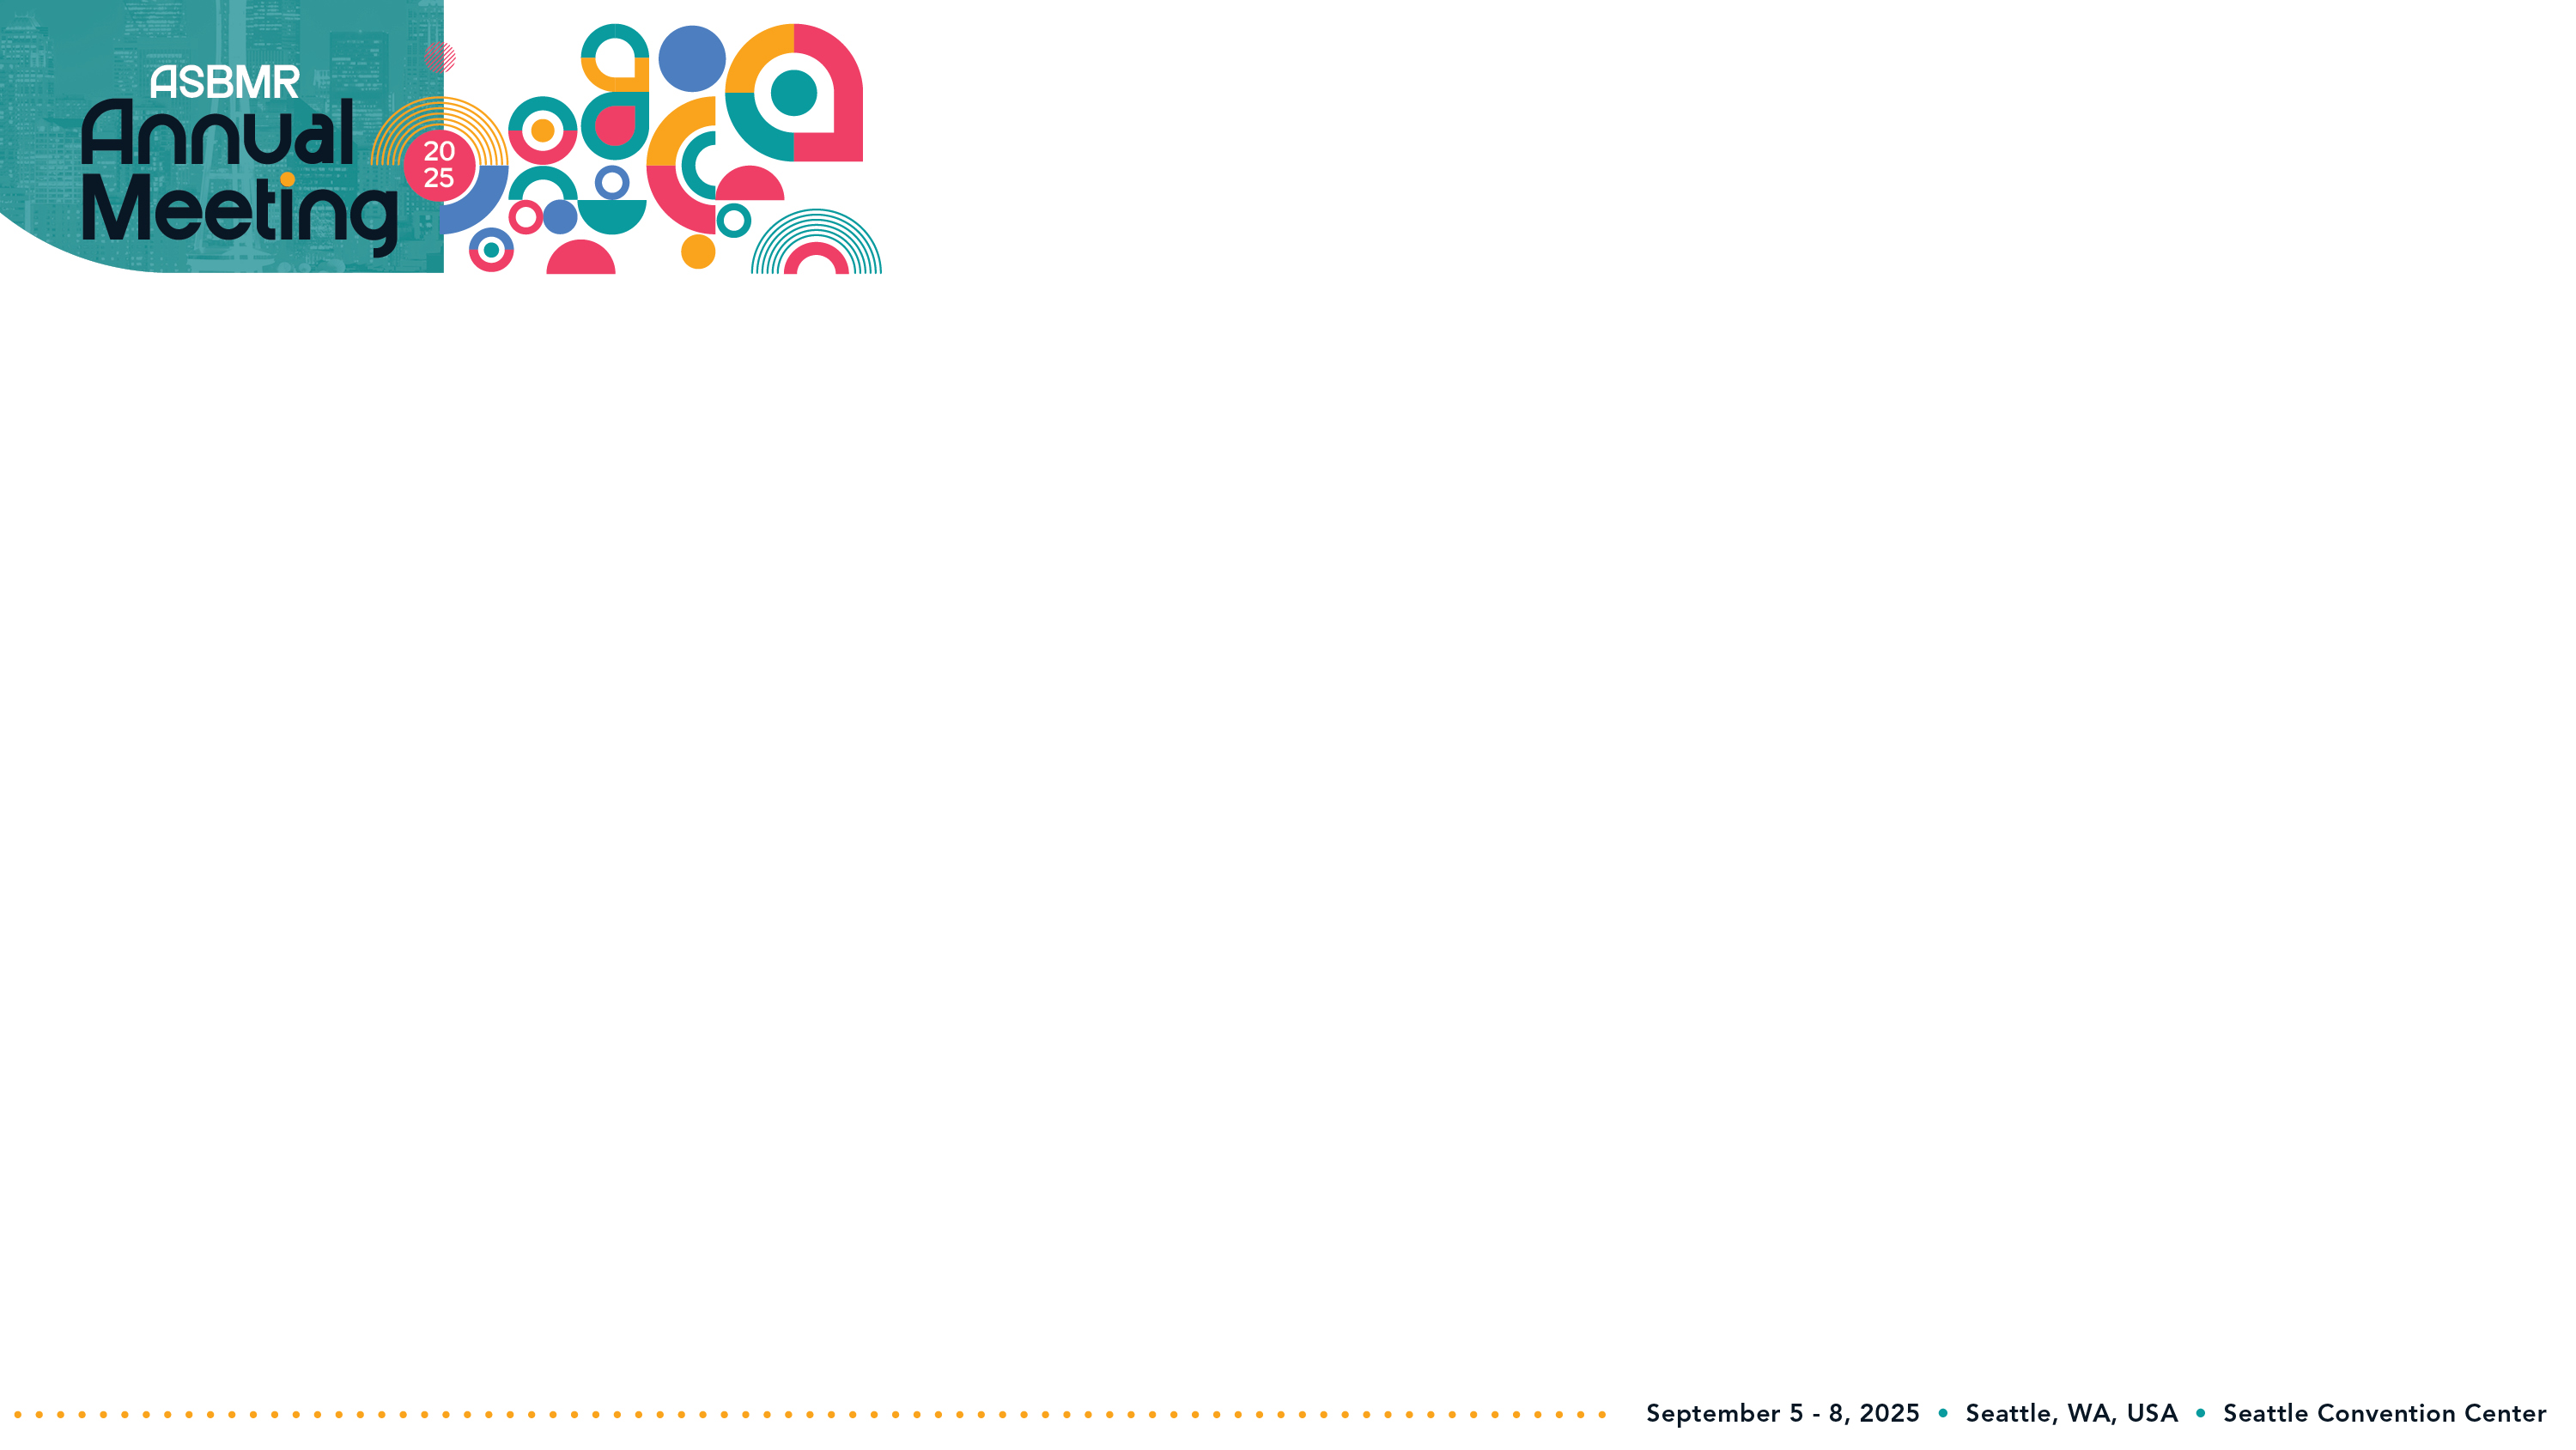 ASBMR
Annual
Meeting
20
25
September 5 - 8, 2025 • Seattle, WA, USA • Seattle Convention Center